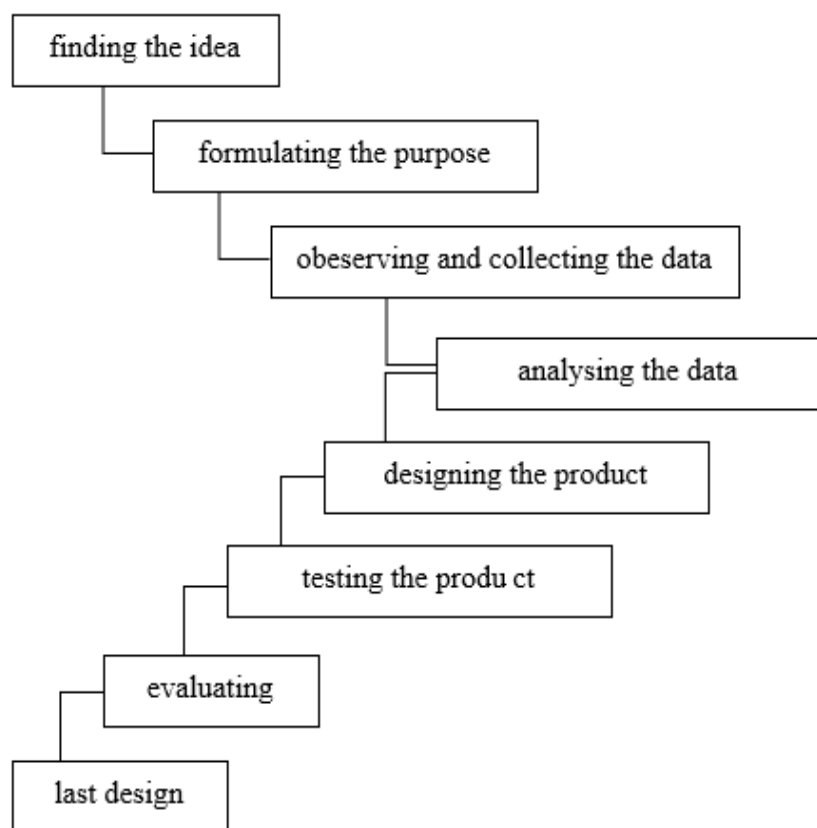 finding the idea
formulating the purpose
obeserving and collecting the data
analysing the data
designing the product
testing the produ ct
evaluating
last design